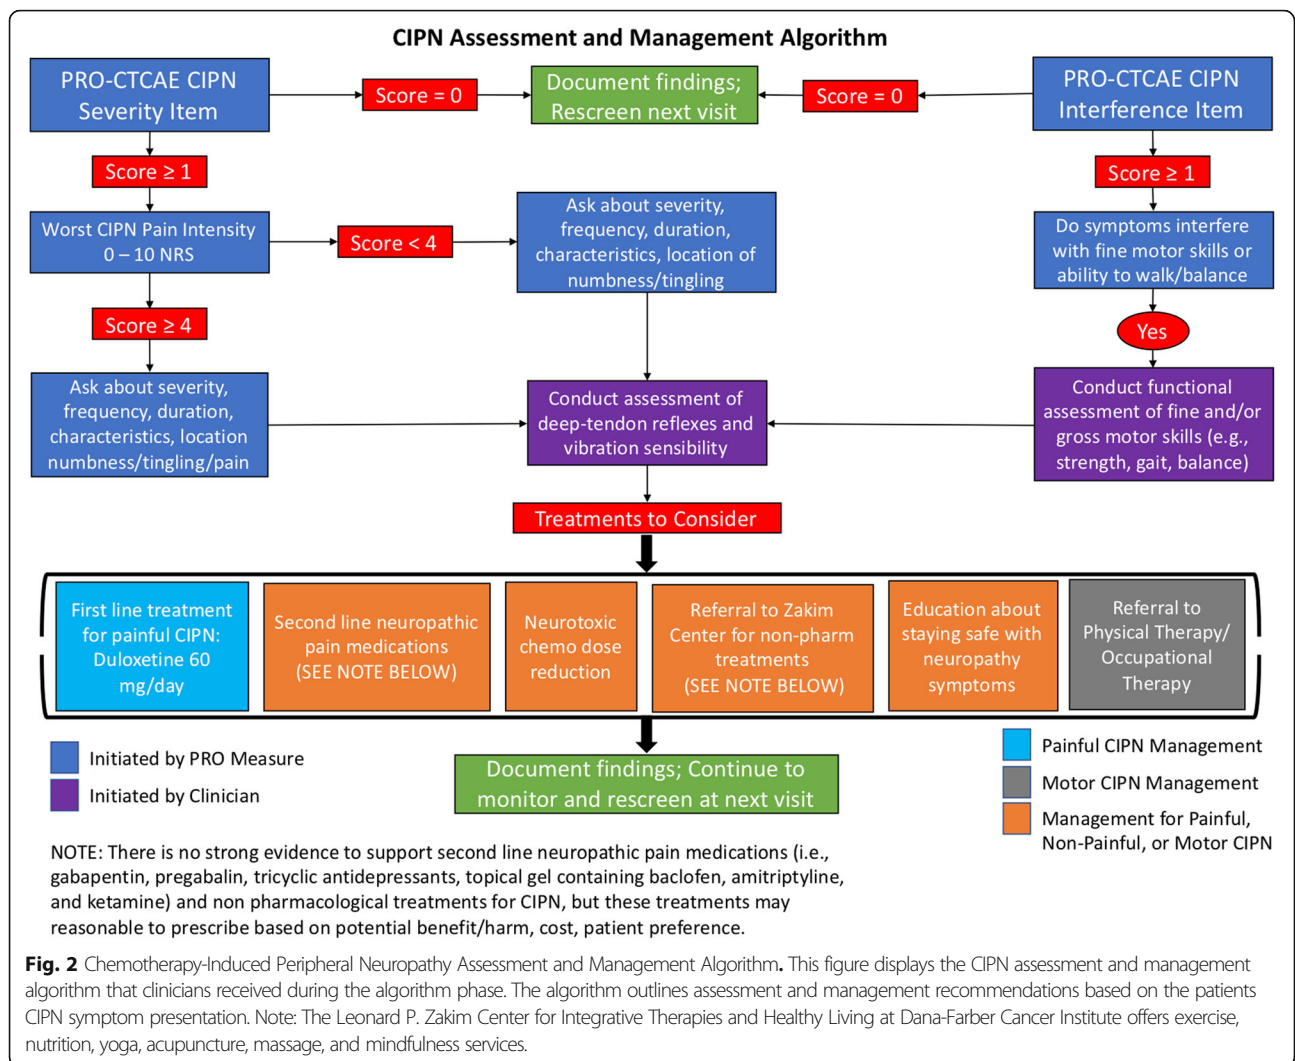 CIPN Assessment and Management Algorithm
PRO-CTCAE CIPN
Severity Item
Score = 0
Document findings;
Rescreen next visit
Score = 0
PRO-CTCAE CIPN
Interference Item
Score ≥ 1
Score ≥ 1
Worst CIPN Pain Intensity
0 – 10 NRS
Score < 4
Ask about severity,
frequency, duration,
characteristics, location of
numbness/tingling
Do symptoms interfere
with fine motor skills or
ability to walk/balance
Score ≥ 4
Yes
Ask about severity,
frequency, duration,
characteristics, location
numbness/tingling/pain
Conduct assessment of
deep-tendon reflexes and
vibration sensibility
Conduct functional
assessment of fine and/or
gross motor skills (e.g.,
strength, gait, balance)
Treatments to Consider
First line treatment
for painful CIPN:
Duloxetine 60
mg/day
Second line neuropathic
pain medications
(SEE NOTE BELOW)
Neurotoxic
chemo dose
reduction
Referral to Zakim
Center for non-pharm
treatments
(SEE NOTE BELOW)
Education about
staying safe with
neuropathy
symptoms
Referral to
Physical Therapy/
Occupational
Therapy
Initiated by PRO Measure
Initiated by Clinician
Document findings; Continue to
monitor and rescreen at next visit
Painful CIPN Management
Motor CIPN Management
Management for Painful,
Non-Painful, or Motor CIPN
NOTE: There is no strong evidence to support second line neuropathic pain medications (i.e.,
gabapentin, pregabalin, tricyclic antidepressants, topical gel containing baclofen, amitriptyline,
and ketamine) and non pharmacological treatments for CIPN, but these treatments may
reasonable to prescribe based on potential benefit/harm, cost, patient preference.
Fig. 2 Chemotherapy-Induced Peripheral Neuropathy Assessment and Management Algorithm. This figure displays the CIPN assessment and management
algorithm that clinicians received during the algorithm phase. The algorithm outlines assessment and management recommendations based on the patients
CIPN symptom presentation. Note: The Leonard P. Zakim Center for Integrative Therapies and Healthy Living at Dana-Farber Cancer Institute offers exercise,
nutrition, yoga, acupuncture, massage, and mindfulness services.